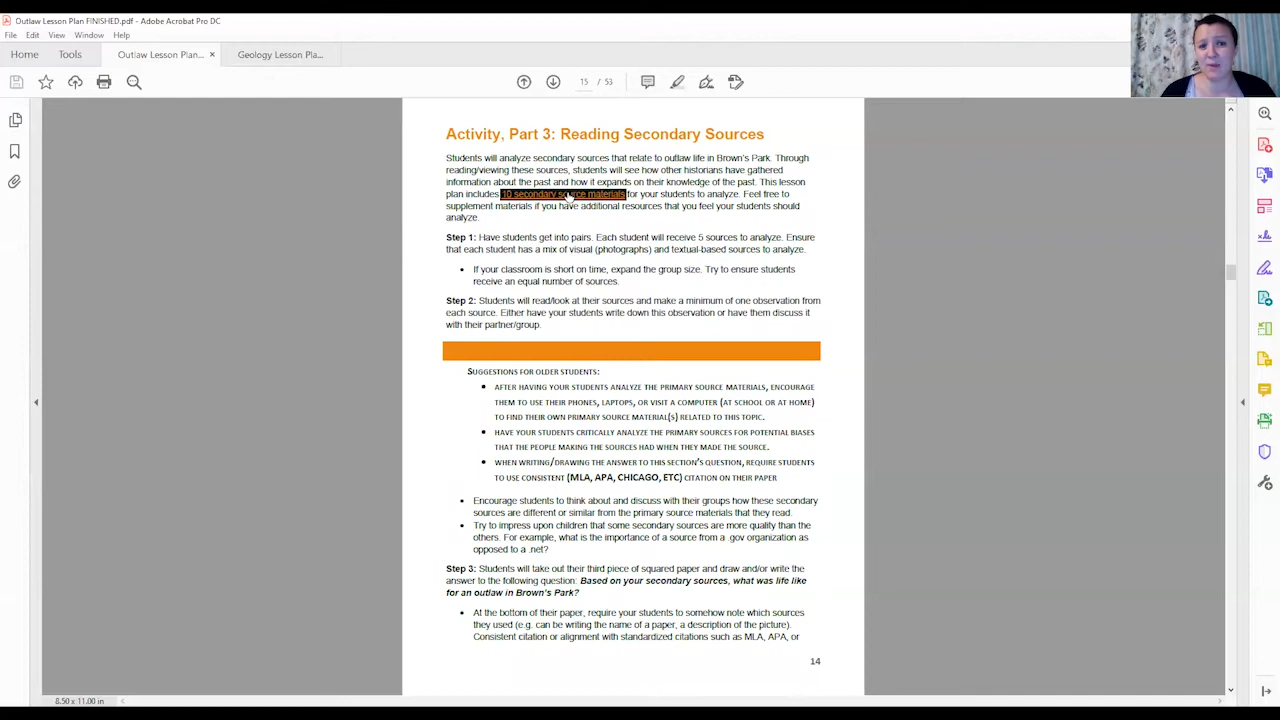 Outlaw Lesson Plan FINISHED.pdf - Adobe Acrobat Pro DC
File Edit View Window Help
Home Tools Outlaw Lesson Plan... × Geology Lesson Pla...
15 / 53
Activity, Part 3: Reading Secondary Sources
Students will analyze secondary sources that relate to outlaw life in Brown's Park. Through
reading/viewing these sources, students will see how other historians have gathered
information about the past and how it expands on their knowledge of the past. This lesson
plan includes 10 secondary source materials for your students to analyze. Feel free to
supplement materials if you have additional resources that you feel your students should
analyze.
Step 1: Have students get into pairs. Each student will receive 5 sources to analyze. Ensure
that each student has a mix of visual (photographs) and textual-based sources to analyze.
• If your classroom is short on time, expand the group size. Try to ensure students
receive an equal number of sources.
Step 2: Students will read/look at their sources and make a minimum of one observation from
each source. Either have your students write down this observation or have them discuss it
with their partner/group.
SUGGESTIONS FOR OLDER STUDENTS:
• AFTER HAVING YOUR STUDENTS ANALYZE THE PRIMARY SOURCE MATERIALS, ENCOURAGE
THEM TO USE THEIR PHONES, LAPTOPS, OR VISIT A COMPUTER (AT SCHOOL OR AT HOME)
TO FIND THEIR OWN PRIMARY SOURCE MATERIAL(S) RELATED TO THIS TOPIC.
• HAVE YOUR STUDENTS CRITICALLY ANALYZE THE PRIMARY SOURCES FOR POTENTIAL BIASES
THAT THE PEOPLE MAKING THE SOURCES HAD WHEN THEY MADE THE SOURCE.
• WHEN WRITING/DRAWING THE ANSWER TO THIS SECTION'S QUESTION, REQUIRE STUDENTS
TO USE CONSISTENT (MLA, APA, CHICAGO, ETC) CITATION ON THEIR PAPER
• Encourage students to think about and discuss with their groups how these secondary
sources are different or similar from the primary source materials that they read.
• Try to impress upon children that some secondary sources are more quality than the
others. For example, what is the importance of a source from a .gov organization as
opposed to a .net?
Step 3: Students will take out their third piece of squared paper and draw and/or write the
answer to the following question: Based on your secondary sources, what was life like
for an outlaw in Brown's Park?
• At the bottom of their paper, require your students to somehow note which sources
they used (e.g. can be writing the name of a paper, a description of the picture).
Consistent citation or alignment with standardized citations such as MLA, APA, or
14
8.50 x 11.00 in